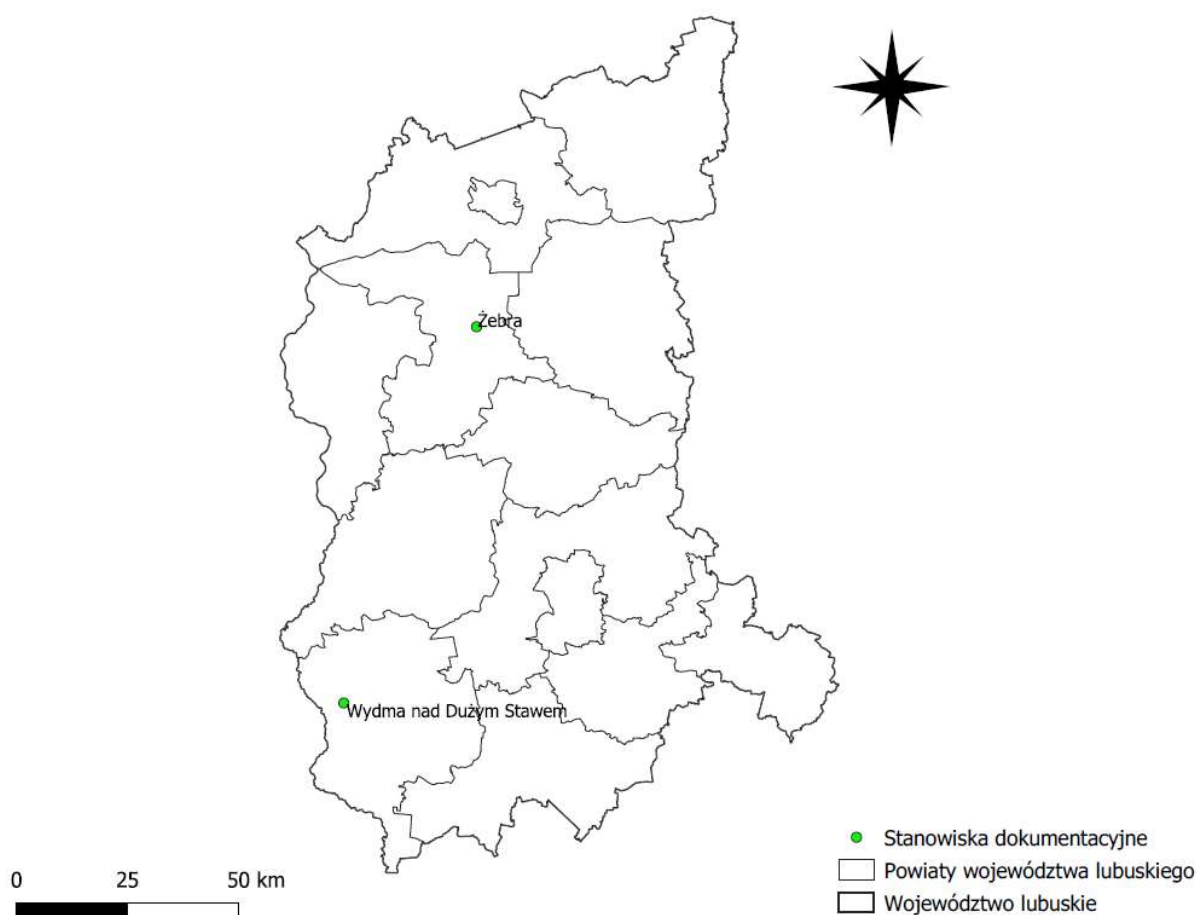 Żebra
Wydma nad Dużym Stawem
Stanowiska dokumentacyjne
Powiaty województwa lubuskiego
Województwo lubuskie
0 25 50 km